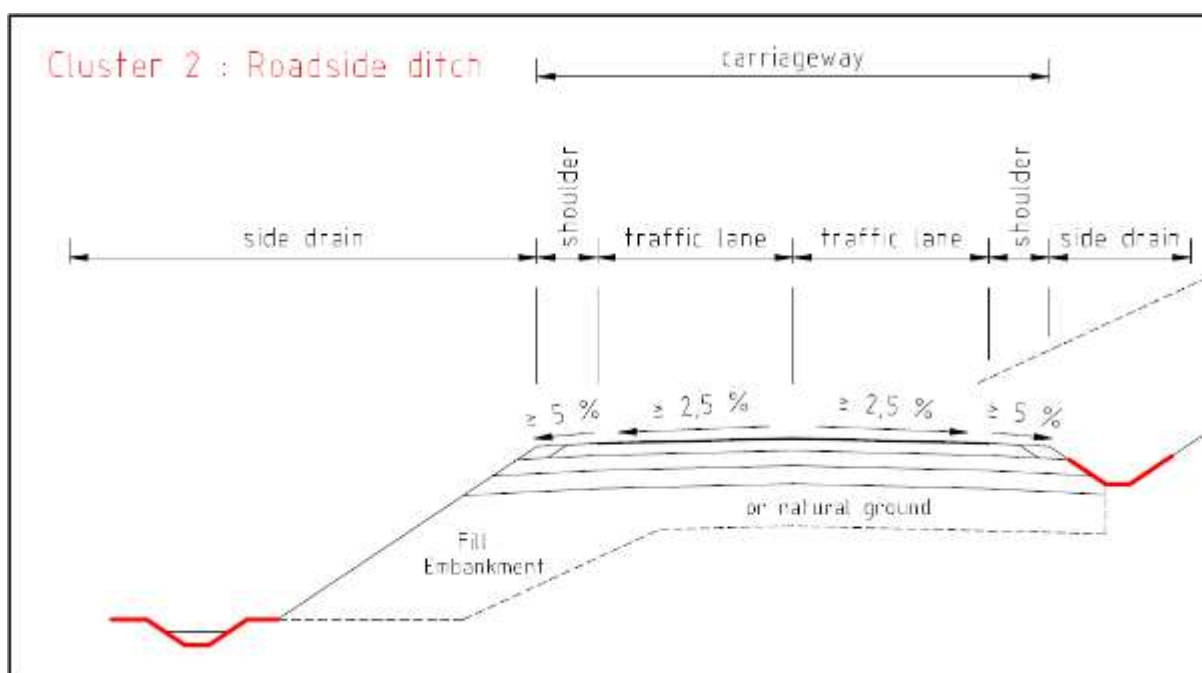 Cluster 2 : Roadside ditch
carriageway
side drain
shoulder
traffic lane
traffic lane
shoulder
side drain
≥ 5 %
≥ 2,5 %
≥ 2,5 %
≥ 5 %
or natural ground
Fill
Embankment